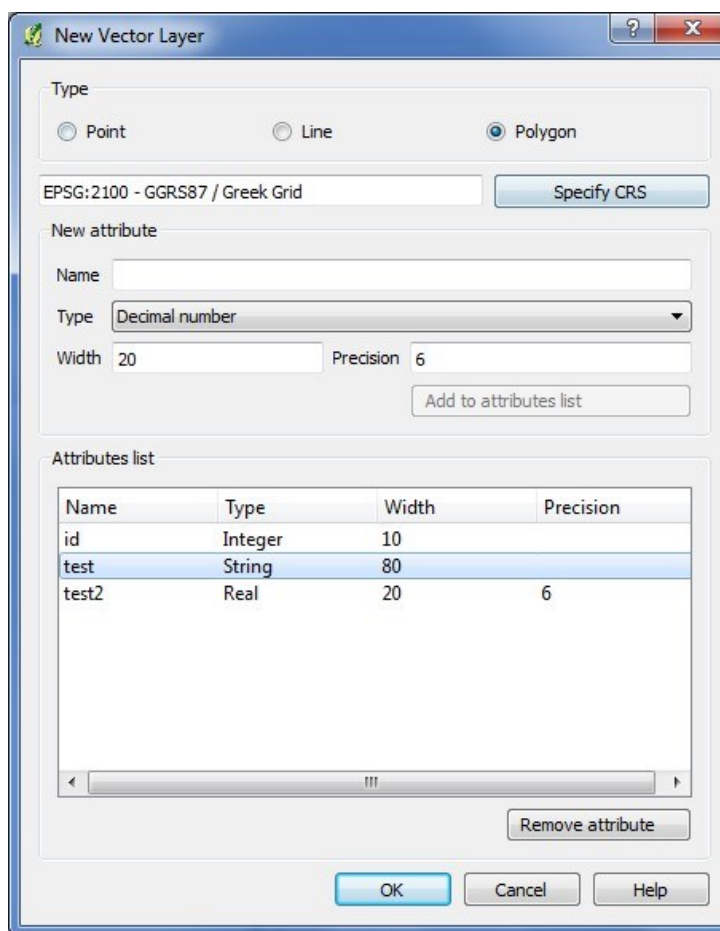 New Vector Layer
Type
Point Line Polygon
EPSG:2100 - GGRS87 / Greek Grid Specify CRS
New attribute
Name
Type Decimal number
Width 20 Precision 6
Add to attributes list
Attributes list
Name Type Width Precision
id Integer 10
test String 80
test2 Real 20 6
Remove attribute
OK Cancel Help